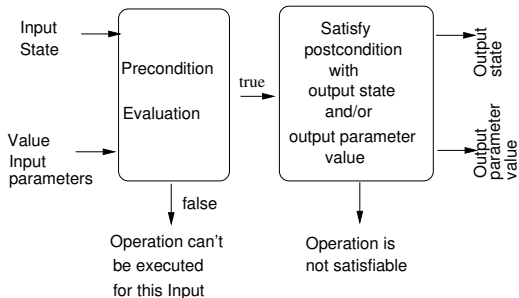 Input
State
Value
Input
parameters
Precondition
Evaluation
true
false
Operation can't
be executed
for this Input
Satisfy
postcondition
with
output state
and/or
output parameter
value
Operation is
not satisfiable
Output
state
Output
parameter
value